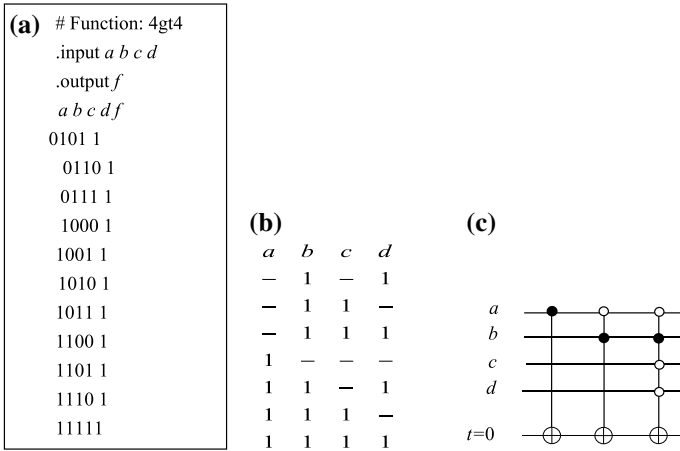 (a) # Function: 4gt4
.input a b c d
.output f
a b c d f
0101 1
0110 1
0111 1
1000 1
1001 1
1010 1
1011 1
1100 1
1101 1
1110 1
11111
(b)
a b c d
– 1 – 1
– 1 1 –
– 1 1 1
1 – – –
1 1 – 1
1 1 1 –
1 1 1 1
(c)
a
b
c
d
t=0